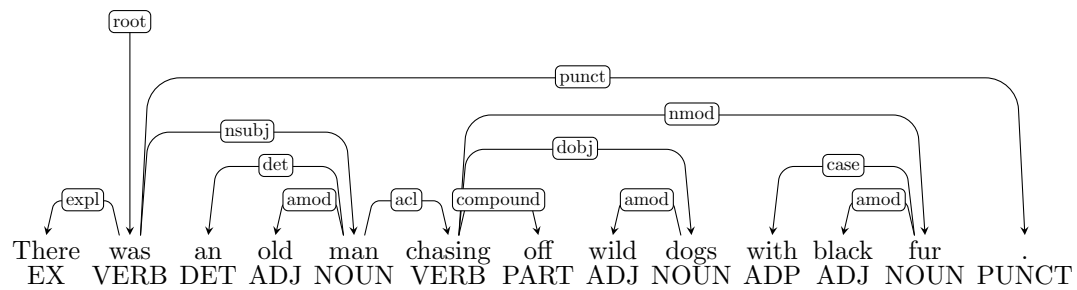 root
punct
nmod
nsubj
dobj
det case
expl amod acl compound amod amod
There was an old man chasing off wild dogs with black fur .
EX VERB DET ADJ NOUN VERB PART ADJ NOUN ADP ADJ NOUN PUNCT